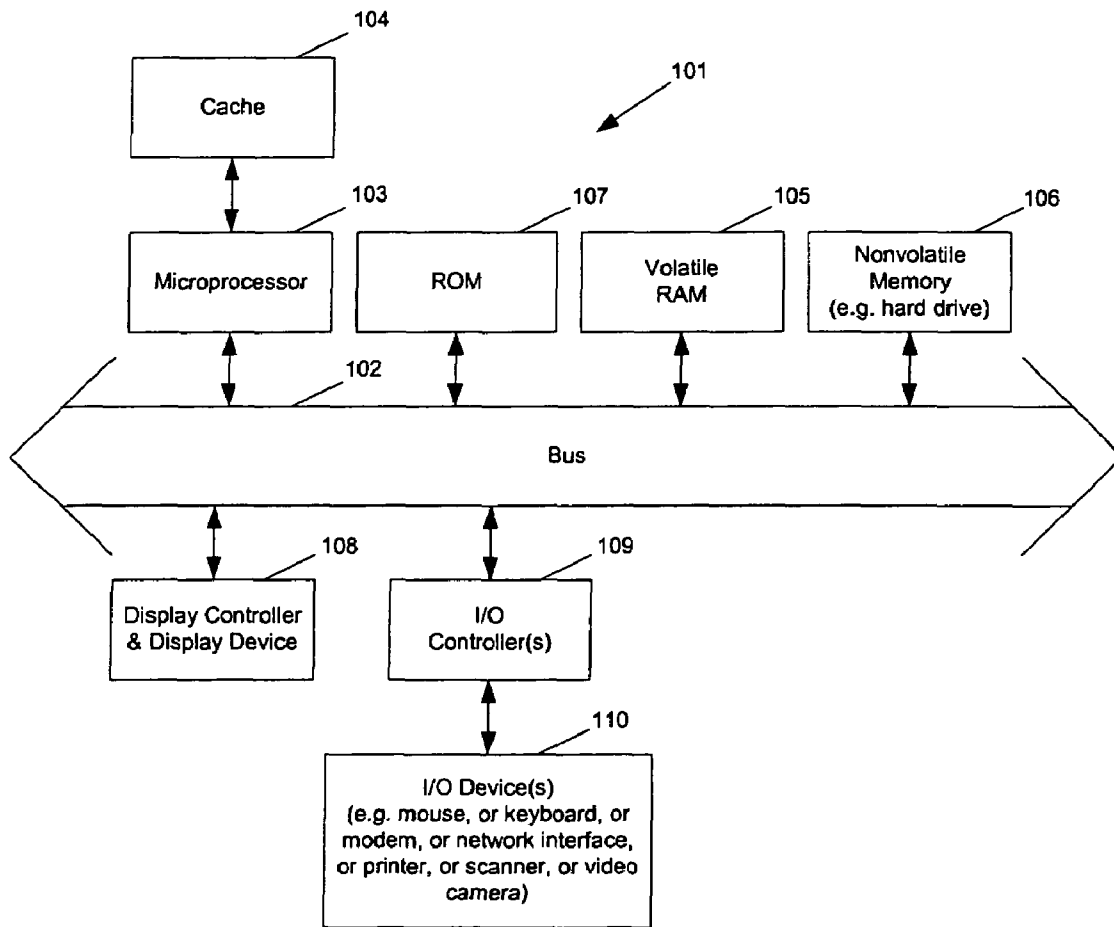 104
Cache
101
103
107
105
106
Microprocessor
ROM
Volatile
RAM
Nonvolatile
Memory
(e.g. hard drive)
102
Bus
108
109
Display Controller
& Display Device
I/O
Controller(s)
110
I/O Device(s)
(e.g. mouse, or keyboard, or
modem, or network interface,
or printer, or scanner, or video
camera)